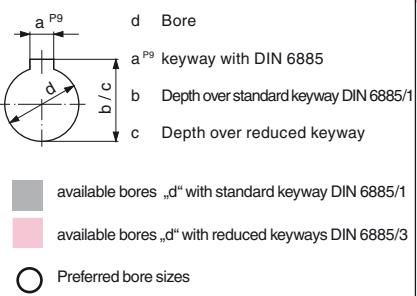 a P9
d Bore
a P9 keyway with DIN 6885
d
b / c
b Depth over standard keyway DIN 6885/1
c Depth over reduced keyway
available bores „d“ with standard keyway DIN 6885/1
available bores „d“ with reduced keyways DIN 6885/3
Preferred bore sizes